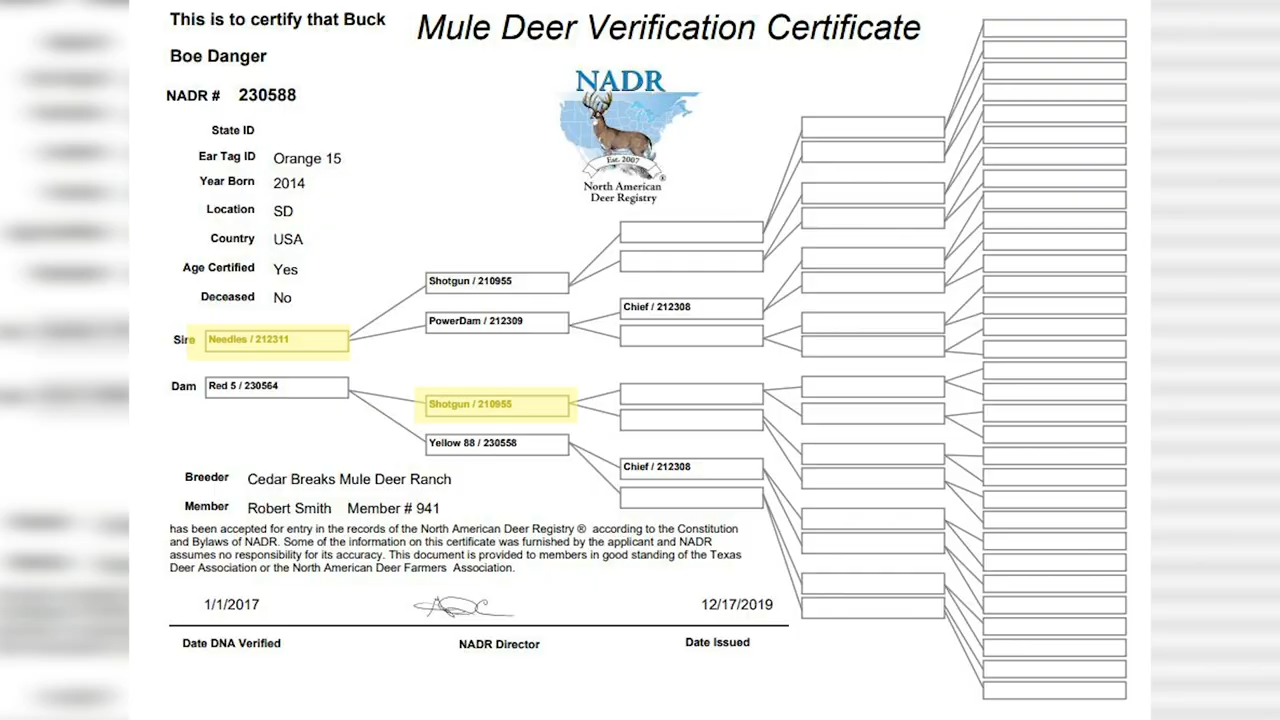 This is to certify that Buck
Mule Deer Verification Certificate
Boe Danger
NADR # 230588
NADR
Est. 2007
®
North American
Deer Registry
State ID
Ear Tag ID Orange 15
Year Born 2014
Location SD
Country USA
Age Certified Yes
Deceased No
Sire Needles / 212311
Dam Red 5 / 230564
Shotgun / 210955
PowerDam / 212309
Shotgun / 210955
Yellow 88 / 230558
Chief / 212308
Chief / 212308
Breeder Cedar Breaks Mule Deer Ranch
Member Robert Smith Member # 941
has been accepted for entry in the records of the North American Deer Registry ® according to the Constitution
and Bylaws of NADR. Some of the information on this certificate was furnished by the applicant and NADR
assumes no responsibility for its accuracy. This document is provided to members in good standing of the Texas
Deer Association or the North American Deer Farmers Association.
1/1/2017
12/17/2019
Date DNA Verified
NADR Director
Date Issued